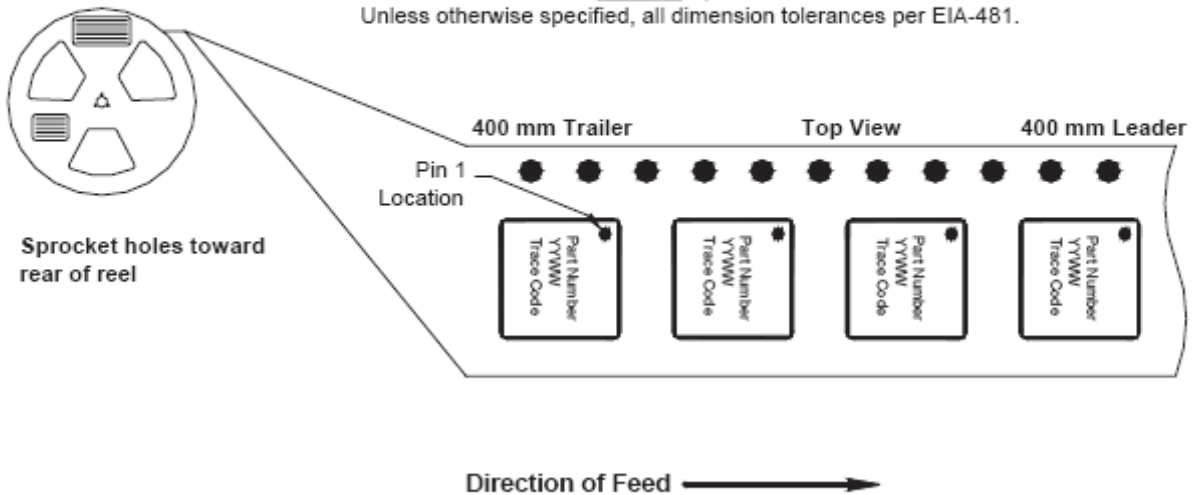 Unless otherwise specified, all dimension tolerances per EIA-481.
400 mm Trailer
Top View
400 mm Leader
Pin 1
Location
Sprocket holes toward
rear of reel
Part Number
YYWW
Trace Code
Part Number
YYWW
Trace Code
Part Number
YYWW
Trace Code
Part Number
YYWW
Trace Code
Direction of Feed